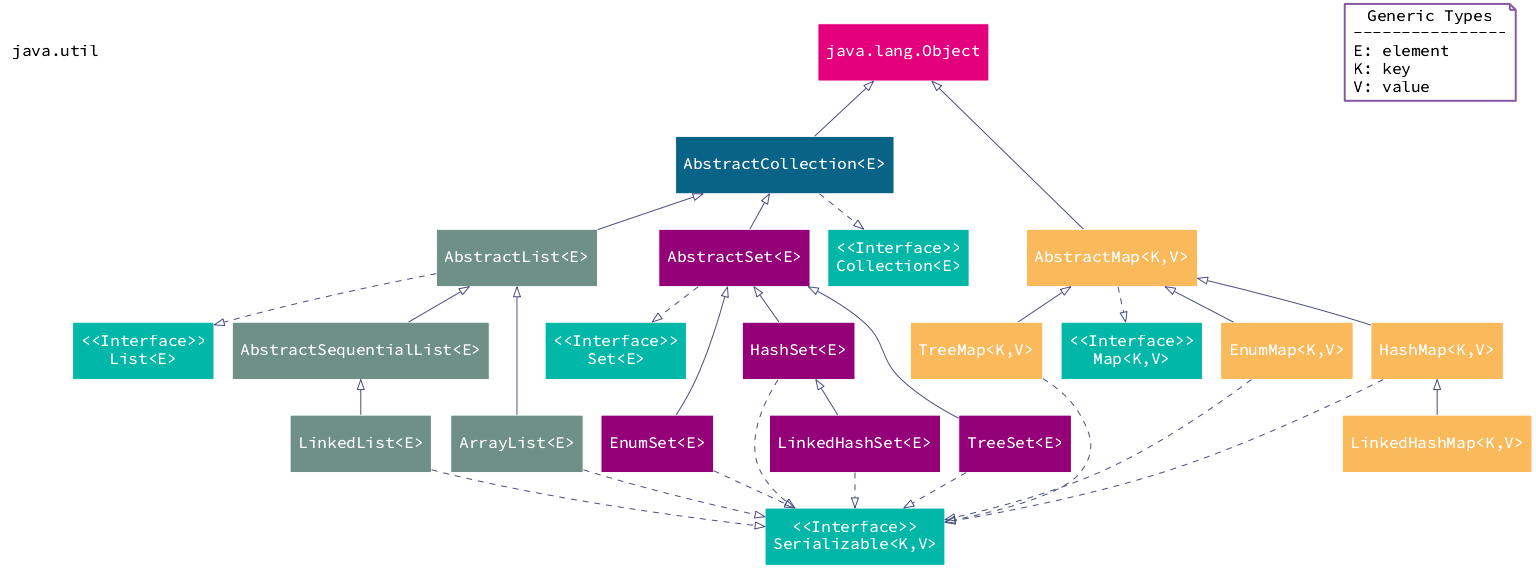 java.util
java.lang.Object
Generic Types
----------------
E: element
K: key
V: value
AbstractCollection<E>
AbstractList<E>
AbstractSet<E>
<<Interface>>
Collection<E>
AbstractMap<K,V>
<<Interface>>
List<E>
AbstractSequentialList<E>
<<Interface>>
Set<E>
HashSet<E>
TreeMap<K,V>
<<Interface>>
Map<K,V>
EnumMap<K,V>
HashMap<K,V>
LinkedList<E>
ArrayList<E>
EnumSet<E>
LinkedHashSet<E>
TreeSet<E>
LinkedHashMap<K,V>
<<Interface>>
Serializable<K,V>